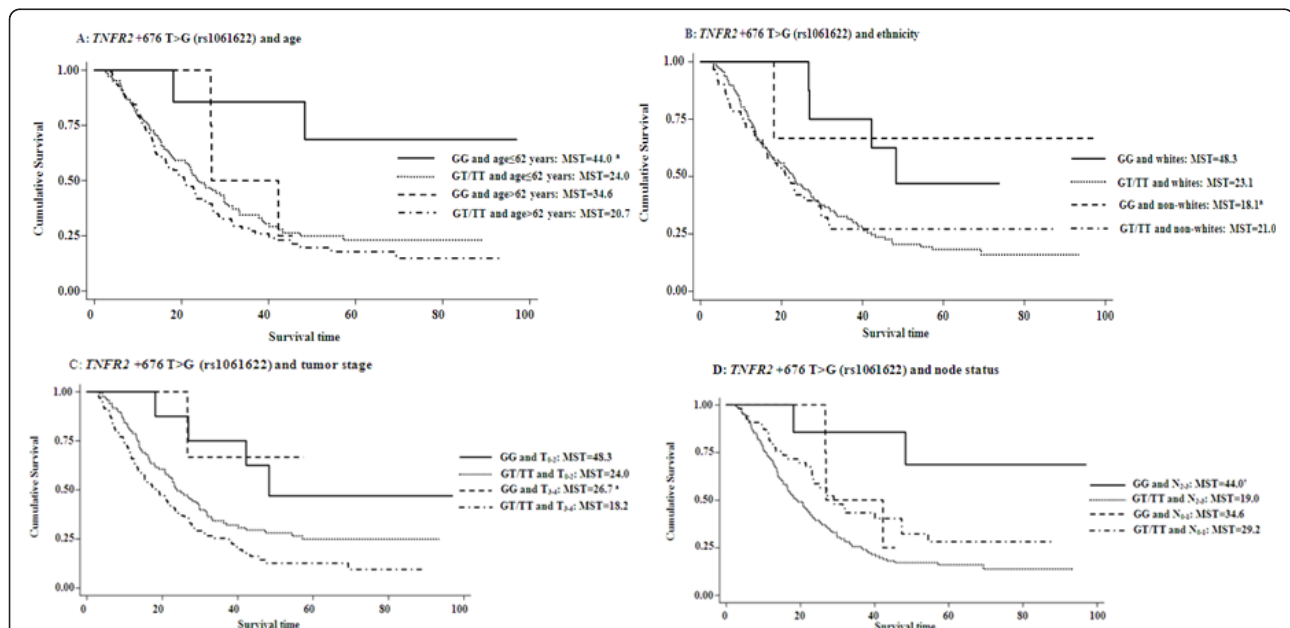 A: TNFR2 +676 T>G (rs1061622) and age
1.00
0.75
0.50
0.25
0.00
Cumulative Survival
0 20 40 60 80 100
Survival time
GG and age≤62 years: MST=44.0 a
GT/TT and age≤62 years: MST=24.0
GG and age>62 years: MST=34.6
GT/TT and age>62 years: MST=20.7
B: TNFR2 +676 T>G (rs1061622) and ethnicity
1.00
0.75
0.50
0.25
0.00
Cumulative Survival
0 20 40 60 80 100
Survival time
GG and whites: MST=48.3
GT/TT and whites: MST=23.1
GG and non-whites: MST=18.1a
GT/TT and non-whites: MST=21.0
C: TNFR2 +676 T>G (rs1061622) and tumor stage
1.00
0.75
0.50
0.25
0.00
Cumulative Survival
0 20 40 60 80 100
Survival time
GG and T0-2: MST=48.3
GT/TT and T0-2: MST=24.0
GG and T3-4: MST=26.7 a
GT/TT and T3-4: MST=18.2
D: TNFR2 +676 T>G (rs1061622) and node status
1.00
0.75
0.50
0.25
0.00
Cumulative Survival
0 20 40 60 80 100
Survival time
GG and N2-3: MST=44.0
GT/TT and N2-3: MST=19.0
GG and N0-1: MST=34.6
GT/TT and N0-1: MST=29.2